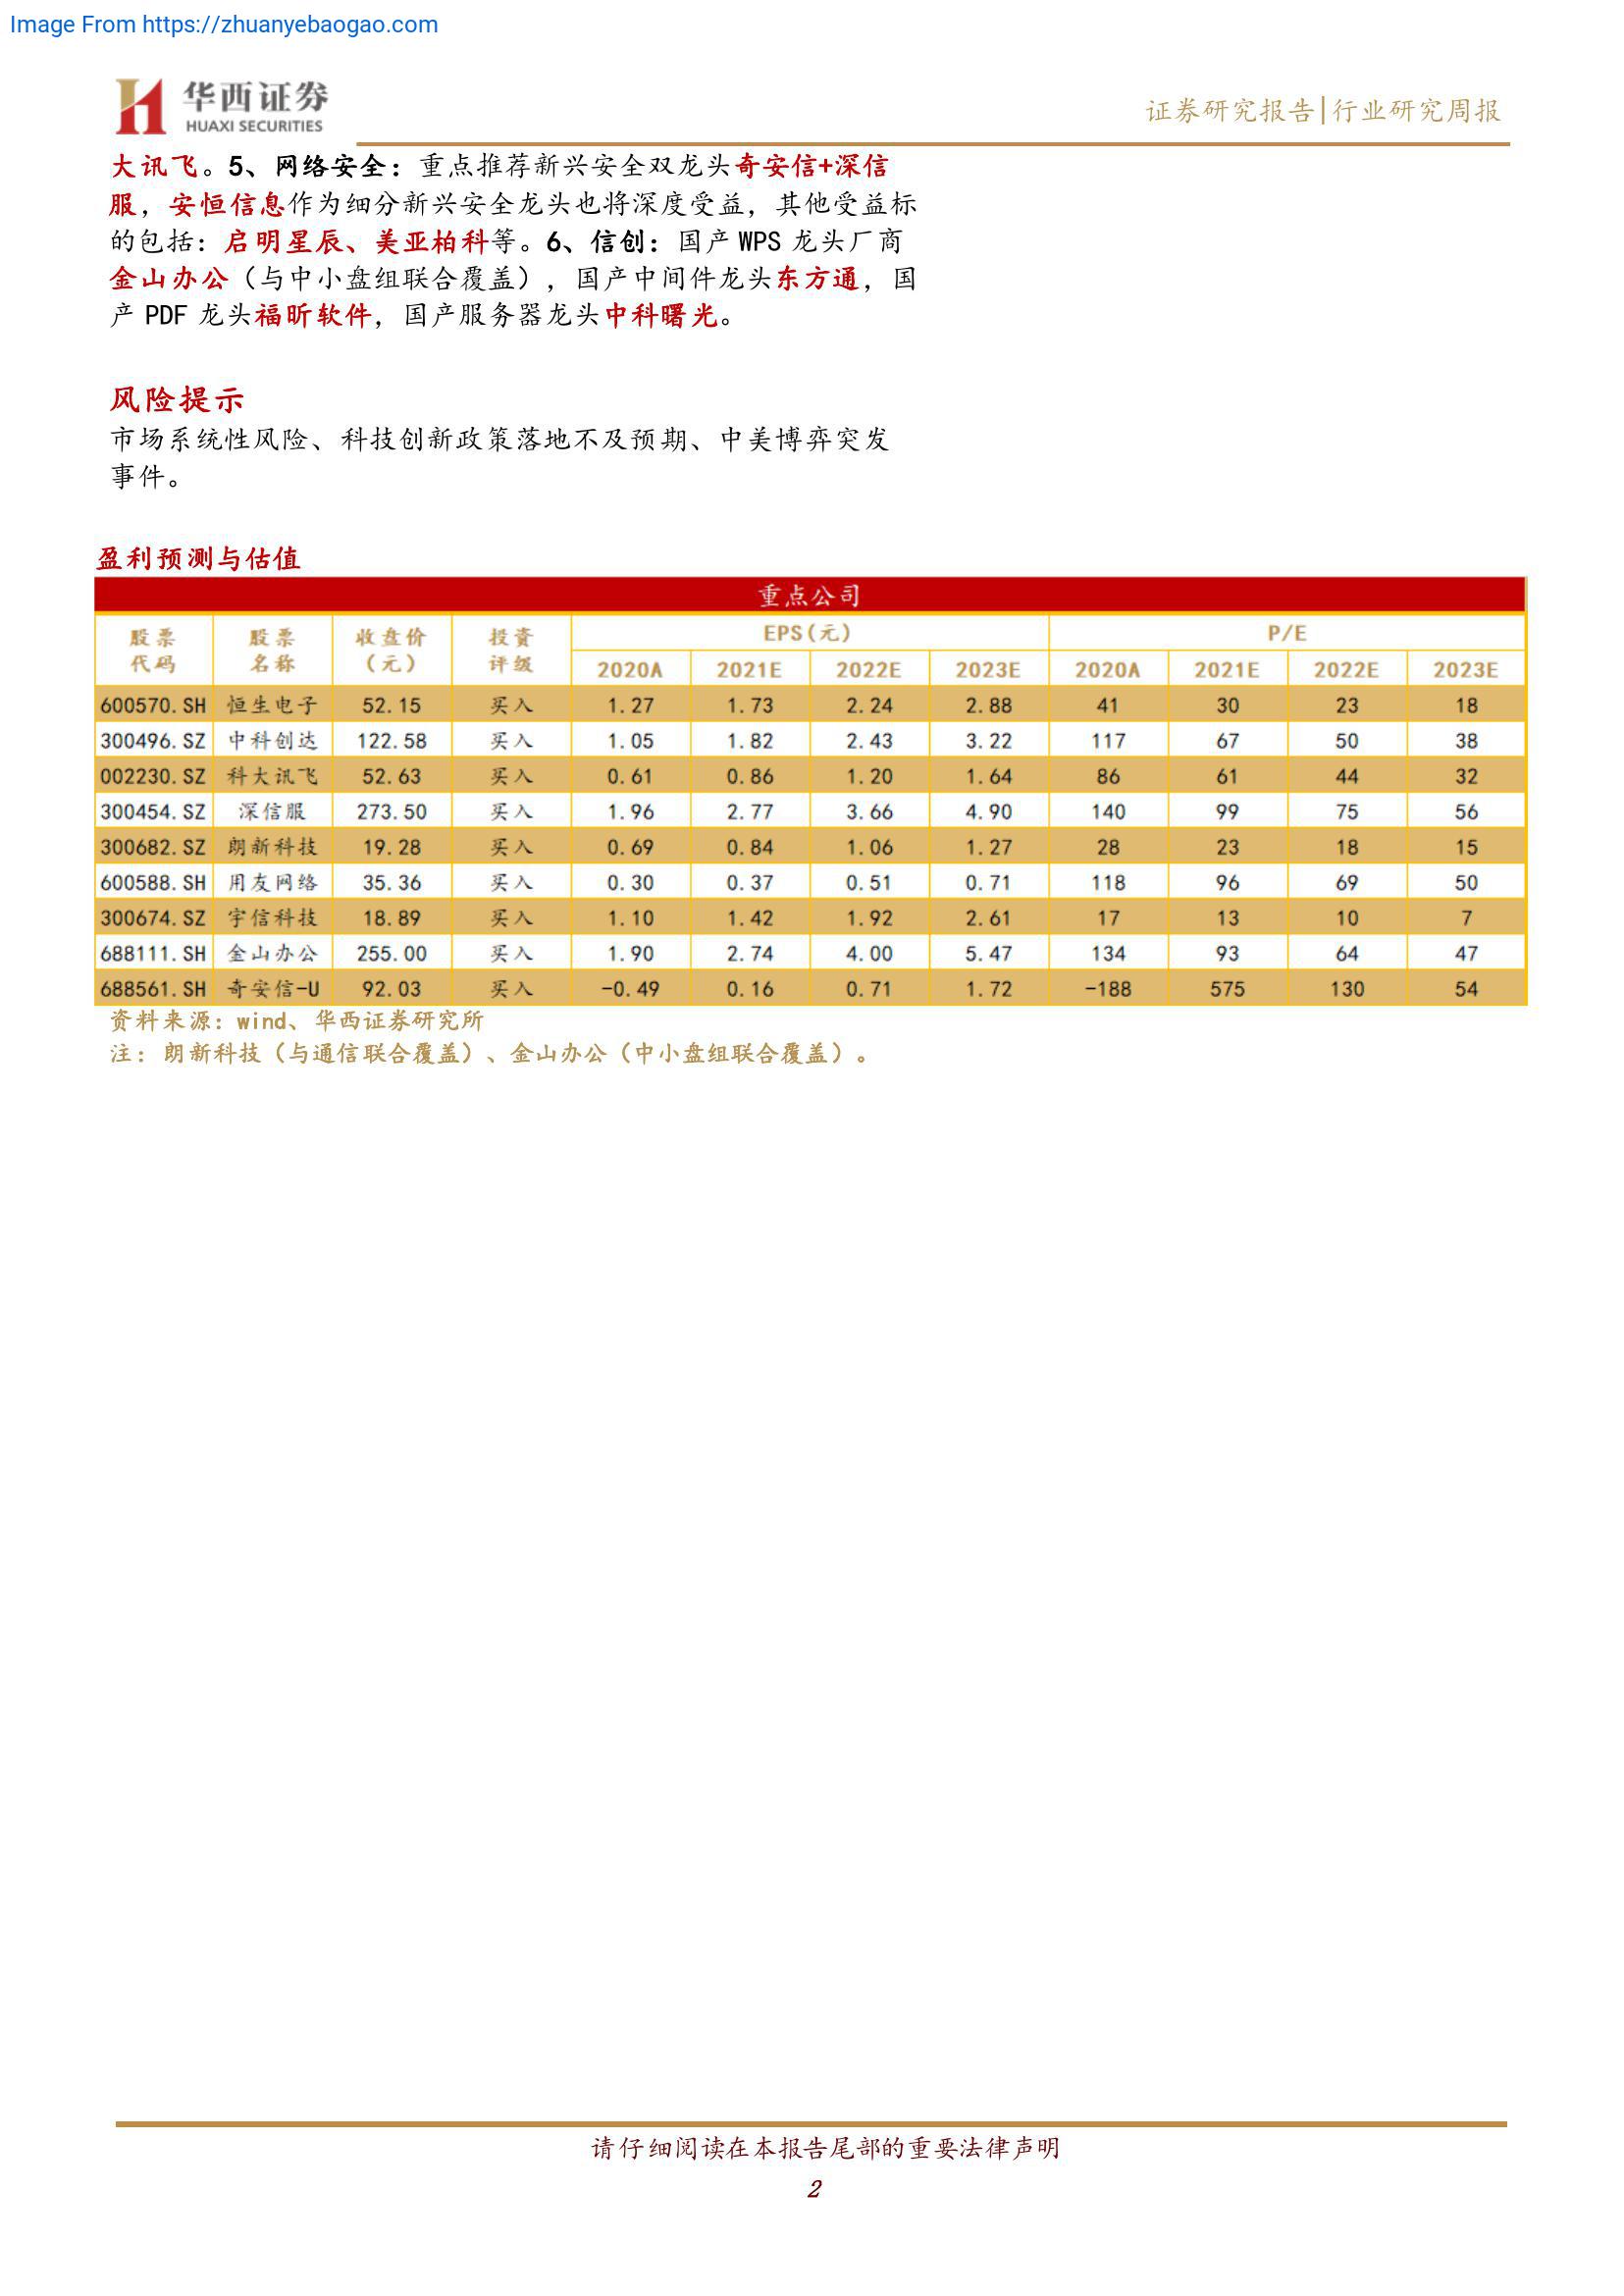 Image From https://zhuanyebaogao.com
华西证券
HUAXI SECURITIES
证券研究报告|行业研究周报
大讯飞。5、网络安全：重点推荐新兴安全双龙头奇安信+深信
服，安恒信息作为细分新兴安全龙头也将深度受益，其他受益标
的包括：启明星辰、美亚柏科等。6、信创：国产 WPS 龙头厂商
金山办公（与中小盘组联合覆盖），国产中间件龙头东方通，国
产 PDF 龙头福昕软件，国产服务器龙头中科曙光。
风险提示
市场系统性风险、科技创新政策落地不及预期、中美博弈突发
事件。
盈利预测与估值
重点公司
股票代码 股票名称 收盘价（元） 投资评级 EPS(元) P/E
2020A 2021E 2022E 2023E 2020A 2021E 2022E 2023E
600570.SH 恒生电子 52.15 买入 1.27 1.73 2.24 2.88 41 30 23 18
300496.SZ 中科创达 122.58 买入 1.05 1.82 2.43 3.22 117 67 50 38
002230.SZ 科大讯飞 52.63 买入 0.61 0.86 1.20 1.64 86 61 44 32
300454.SZ 深信服 273.50 买入 1.96 2.77 3.66 4.90 140 99 75 56
300682.SZ 朗新科技 19.28 买入 0.69 0.84 1.06 1.27 28 23 18 15
600588.SH 用友网络 35.36 买入 0.30 0.37 0.51 0.71 118 96 69 50
300674.SZ 宇信科技 18.89 买入 1.10 1.42 1.92 2.61 17 13 10 7
688111.SH 金山办公 255.00 买入 1.90 2.74 4.00 5.47 134 93 64 47
688561.SH 奇安信-U 92.03 买入 -0.49 0.16 0.71 1.72 -188 575 130 54
资料来源：wind、华西证券研究所
注：朗新科技（与通信联合覆盖）、金山办公（中小盘组联合覆盖）。
请仔细阅读在本报告尾部的重要法律声明
2